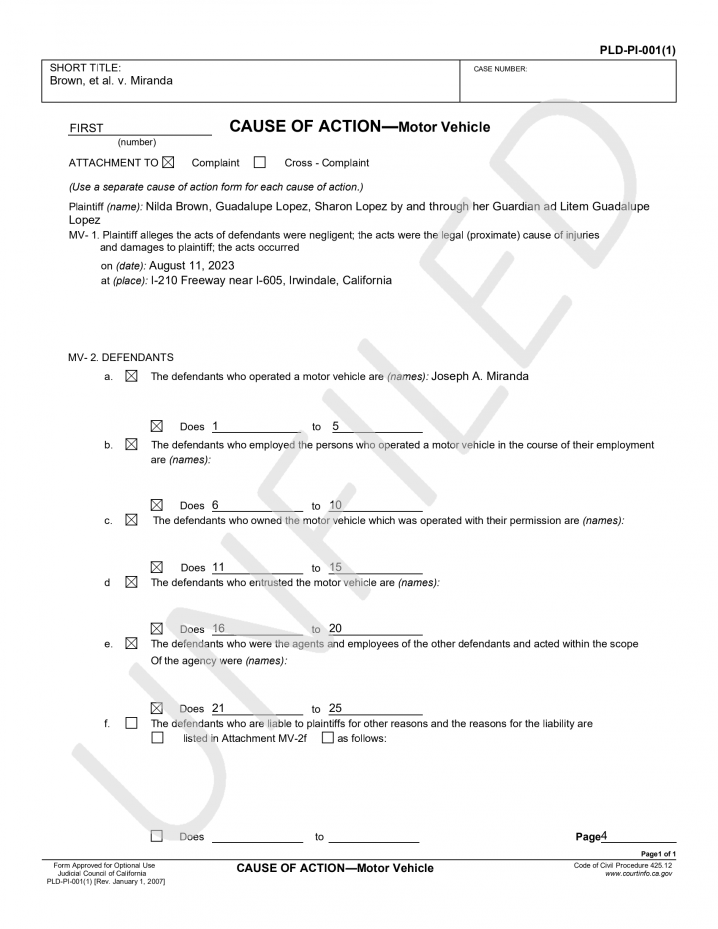 PLD-PI-001(1)
SHORT TITLE:
Brown, et al. v. Miranda
CASE NUMBER:
FIRST
(number)
CAUSE OF ACTION—Motor Vehicle
ATTACHMENT TO Complaint Cross - Complaint
(Use a separate cause of action form for each cause of action.)
Plaintiff (name): Nilda Brown, Guadalupe Lopez, Sharon Lopez by and through her Guardian ad Litem Guadalupe
Lopez
MV- 1. Plaintiff alleges the acts of defendants were negligent; the acts were the legal (proximate) cause of injuries
and damages to plaintiff; the acts occurred
on (date): August 11, 2023
at (place): I-210 Freeway near I-605, Irwindale, California
MV- 2. DEFENDANTS
a. The defendants who operated a motor vehicle are (names): Joseph A. Miranda
Does 1 to 5
b. The defendants who employed the persons who operated a motor vehicle in the course of their employment
are (names):
Does 6 to 10
c. The defendants who owned the motor vehicle which was operated with their permission are (names):
Does 11 to 15
d The defendants who entrusted the motor vehicle are (names):
Does 16 to 20
e. The defendants who were the agents and employees of the other defendants and acted within the scope
Of the agency were (names):
Does 21 to 25
f. The defendants who are liable to plaintiffs for other reasons and the reasons for the liability are
listed in Attachment MV-2f as follows:
Does to
Page4
Page1 of 1
Form Approved for Optional Use
Judicial Council of California
PLD-PI-001(1) [Rev. January 1, 2007]
CAUSE OF ACTION—Motor Vehicle
Code of Civil Procedure 425.12
www.courtinfo.ca.gov
UNFILED